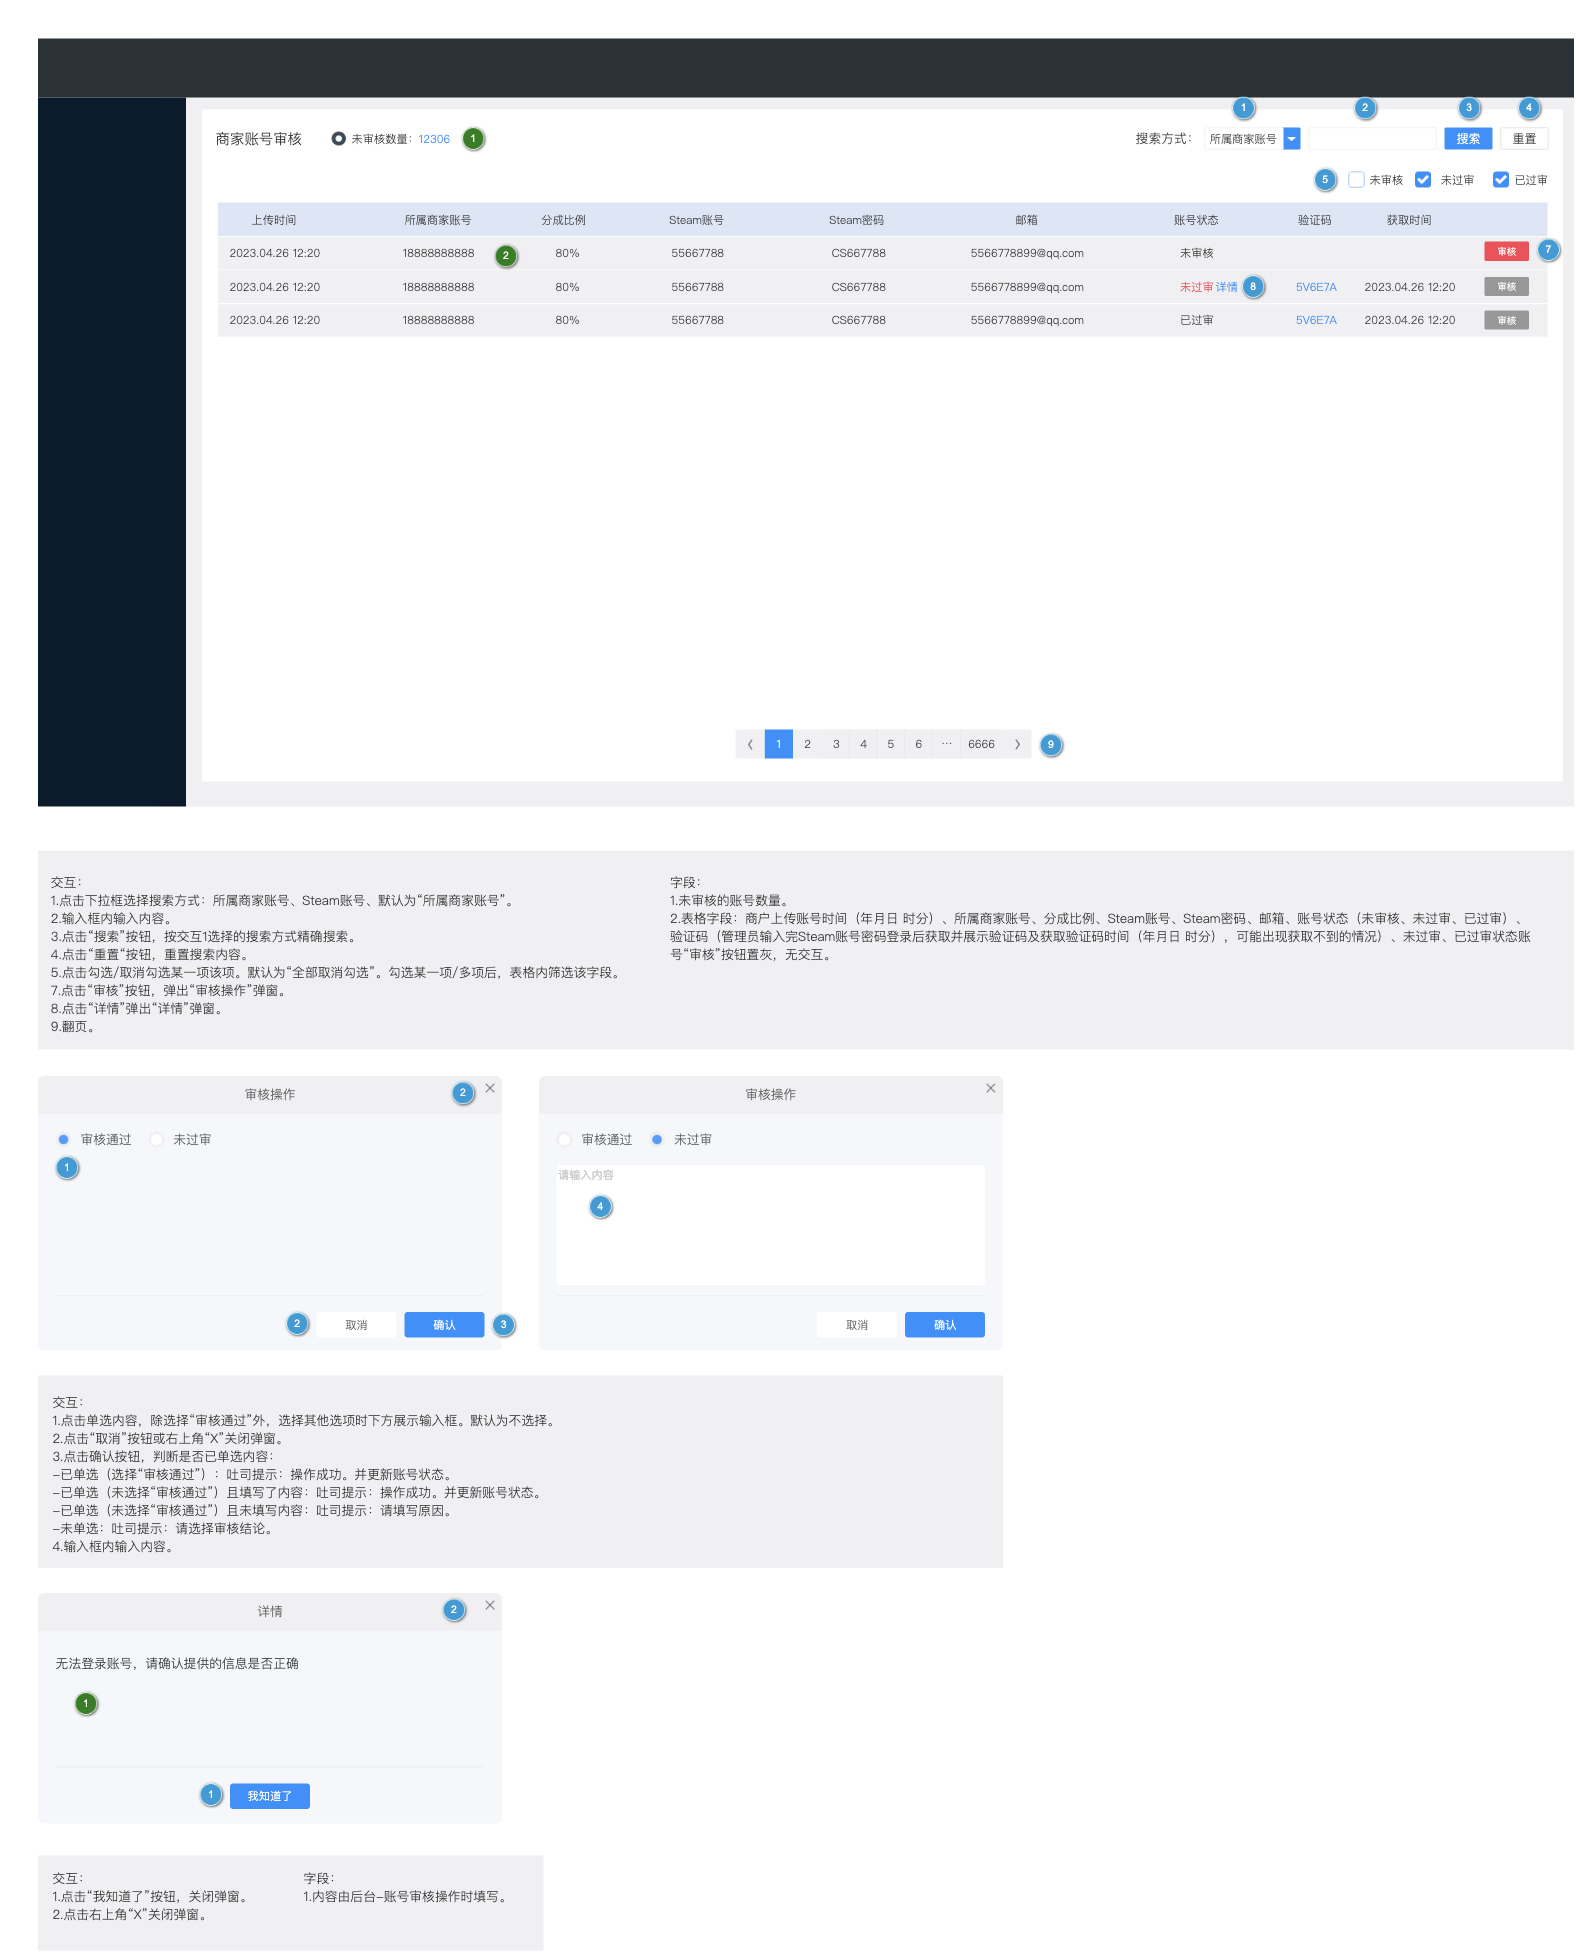 商家账号审核 未审核数量：12306 1
1 2 3 4
搜索方式： 所属商家账号 搜索 重置
5 未审核 未过审 已过审
上传时间 所属商家账号 分成比例 Steam账号 Steam密码 邮箱 账号状态 验证码 获取时间
2023.04.26 12:20 18888888888 2 80% 55667788 CS667788 5566778899@qq.com 未审核 审核 7
2023.04.26 12:20 18888888888 80% 55667788 CS667788 5566778899@qq.com 未过审 详情 8 5V6E7A 2023.04.26 12:20 审核
2023.04.26 12:20 18888888888 80% 55667788 CS667788 5566778899@qq.com 已过审 5V6E7A 2023.04.26 12:20 审核
〈 1 2 3 4 5 6 … 6666 〉 9
交互：
1.点击下拉框选择搜索方式：所属商家账号、Steam账号、默认为“所属商家账号”。
2.输入框内输入内容。
3.点击“搜索”按钮，按交互1选择的搜索方式精确搜索。
4.点击“重置“按钮，重置搜索内容。
5.点击勾选/取消勾选某一项该项。默认为“全部取消勾选”。勾选某一项/多项后，表格内筛选该字段。
7.点击“审核”按钮，弹出“审核操作”弹窗。
8.点击“详情”弹出“详情”弹窗。
9.翻页。
字段：
1.未审核的账号数量。
2.表格字段：商户上传账号时间（年月日 时分）、所属商家账号、分成比例、Steam账号、Steam密码、邮箱、账号状态（未审核、未过审、已过审）、
验证码（管理员输入完Steam账号密码登录后获取并展示验证码及获取验证码时间（年月日 时分），可能出现获取不到的情况）、未过审、已过审状态账
号“审核”按钮置灰，无交互。
审核操作 2 ×
审核通过 未过审
1
2 取消 确认 3
审核操作 ×
审核通过 未过审
请输入内容
4
取消 确认
交互：
1.点击单选内容，除选择“审核通过”外，选择其他选项时下方展示输入框。默认为不选择。
2.点击“取消”按钮或右上角“X”关闭弹窗。
3.点击确认按钮，判断是否已单选内容：
–已单选（选择“审核通过”）：吐司提示：操作成功。并更新账号状态。
–已单选（未选择“审核通过”）且填写了内容：吐司提示：操作成功。并更新账号状态。
–已单选（未选择“审核通过”）且未填写内容：吐司提示：请填写原因。
–未单选：吐司提示：请选择审核结论。
4.输入框内输入内容。
详情 2 ×
无法登录账号，请确认提供的信息是否正确
1
1 我知道了
交互：
1.点击“我知道了”按钮，关闭弹窗。
2.点击右上角“X”关闭弹窗。
字段：
1.内容由后台–账号审核操作时填写。